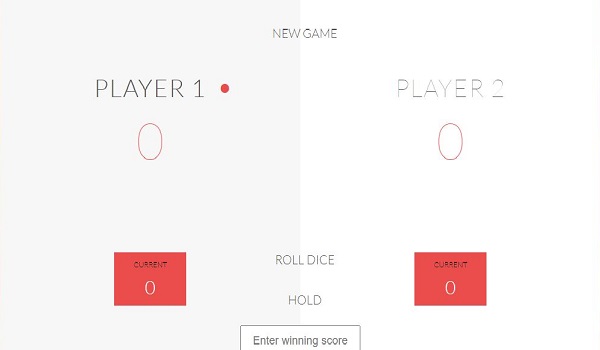 NEW GAME
PLAYER 1
PLAYER 2
0
0
CURRENT
0
ROLL DICE
CURRENT
0
HOLD
Enter winning score